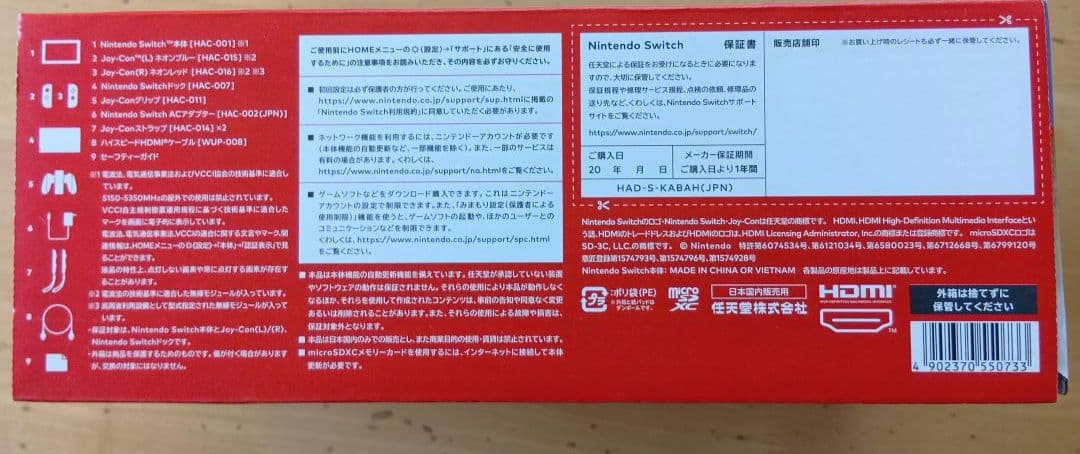 1 Nintendo Switch™本体 [HAC-001] ※1
2 Joy-Con™(L) ネオンブルー [HAC-015] ※2
3 Joy-Con(R) ネオンレッド [HAC-016] ※2 ※3
4 Nintendo Switchドック [HAC-007]
5 Joy-Conグリップ [HAC-011]
6 Nintendo Switch ACアダプター [HAC-002(JPN)]
7 Joy-Conストラップ [HAC-014] ×2
8 ハイスピードHDMI®ケーブル [WUP-008]
9 セーフティーガイド
※1 電波法、電気通信事業法およびVCCI協会の技術基準に適合し
ています。
5150-5350MHzの屋外での使用は禁止されています。
VCCI自主規制措置運用規程に基づく技術基準に適合した
マークを画面に電子的に表示しています。
電波法、電気通信事業法、VCCIの適合に関する文言やマーク、関
連情報は、HOMEメニューの(設定)→「本体」→「認証表示」で見
ることができます。
液晶の特性上、点灯しない画素や常に点灯する画素が存在す
ることがあります。
※2 電波法の技術基準に適合した無線モジュールが入っています。
※3 高周波利用設備として型式指定された無線モジュールが入って
います。
・保証対象は、Nintendo Switch本体とJoy-Con(L)/(R)、
Nintendo Switchドックです。
・外箱は商品を保護するためのものです。傷が付く場合があります
が、交換の対象にはなりません。
1
2
3
4
5
6
7
8
9
ご使用前にHOMEメニューの(設定)→「サポート」にある「安全に使用
するために」の注意事項をお読みいただき、その内容を必ずお守りください。
■ 初回設定は必ず保護者の方が行ってください。ご使用にあたり、
https://www.nintendo.co.jp/support/sup.htmlに掲載の
「Nintendo Switch利用規約」に同意していただく必要があります。
■ ネットワーク機能を利用するには、ニンテンドーアカウントが必要です
(本体機能の自動更新など、一部機能を除く)。また、一部のサービスは
有料の場合があります。くわしくは、
https://www.nintendo.co.jp/support/na.htmlをご覧ください。
■ ゲームソフトなどをダウンロード購入できます。これはニンテンドー
アカウントの設定で制限できます。また、「みまもり設定(保護者による
使用制限)」機能を使うと、ゲームソフトの起動や、ほかのユーザーとの
コミュニケーションなどを制限できます。
くわしくは、https://www.nintendo.co.jp/support/spc.html
をご覧ください。
■ 本品は本体機能の自動更新機能を備えています。任天堂が承認していない装置
やソフトウェアの動作は保証されません。それらの使用により本品が動作しなく
なるほか、それらを使用して作成されたコンテンツは、事前の告知や同意なく変更
あるいは削除されることがあります。また、それらの使用による故障や損害は、
保証対象外となります。
■ 本品は日本国内のみでの販売とし、また商業目的の使用・賃貸は禁止されています。
■ microSDXCメモリーカードを使用するには、インターネットに接続して本体
更新が必要です。
Nintendo Switch 保証書
任天堂による保証をお受けになるときに必要になりま
すので、大切に保管してください。
保証規程や修理サービス規程、点検の依頼、修理品の
送り先など、くわしくは、Nintendo Switchサポート
サイトをご覧ください。
https://www.nintendo.co.jp/support/switch/
ご購入日
20 年 月 日
メーカー保証期間
ご購入日より1年間
HAD-S-KABAH(JPN)
販売店舗印
※お買い上げ時のレシートも必ず一緒に保管してください。
Nintendo Switchのロゴ・Nintendo Switch・Joy-Conは任天堂の商標です。 HDMI、HDMI High-Definition Multimedia Interfaceとい
う語、HDMIのトレードドレスおよびHDMIのロゴは、HDMI Licensing Administrator, Inc.の商標または登録商標です。 microSDXCロゴは
SD-3C, LLC.の商標です。 © Nintendo 特許第6074534号、第6121034号、第6580023号、第6712668号、第6799120号
意匠登録第1574793号、第1574796号、第1574928号
Nintendo Switch本体: MADE IN CHINA OR VIETNAM 各製品の原産地は製品上に記載しています。
プラ
:ポリ袋(PE)
※外箱と紙パッドは
ダンボールです。
micro
SD
XC
日本国内販売用
任天堂株式会社
HDMI
HIGH-DEFINITION MULTIMEDIA INTERFACE
TM
外箱は捨てずに
保管してください
4 902370 550733